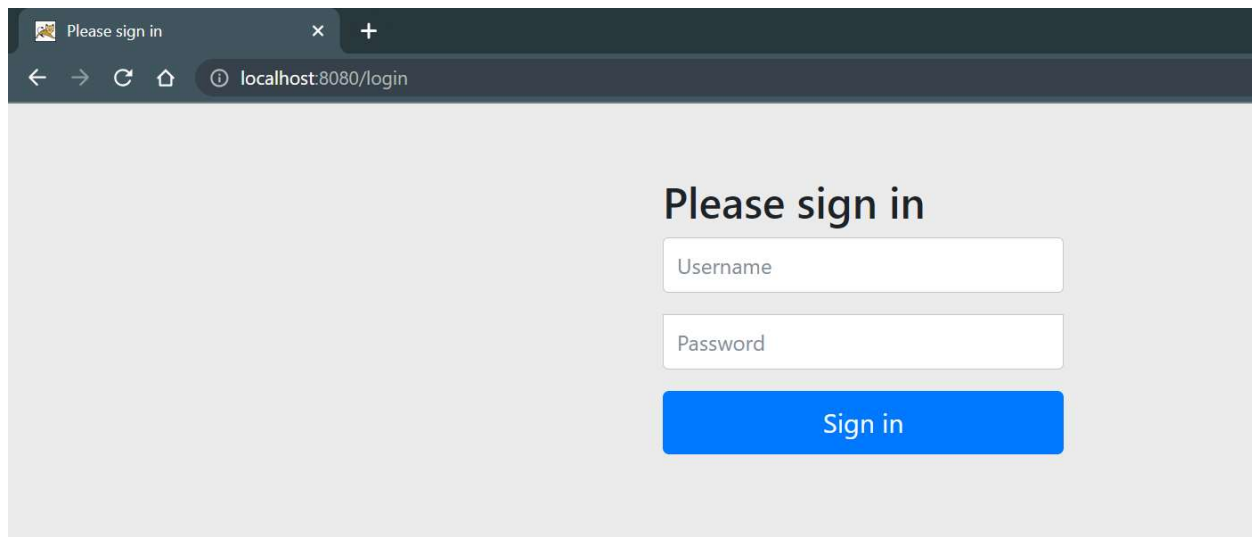 Please sign in
localhost:8080/login
Please sign in
Username
Password
Sign in